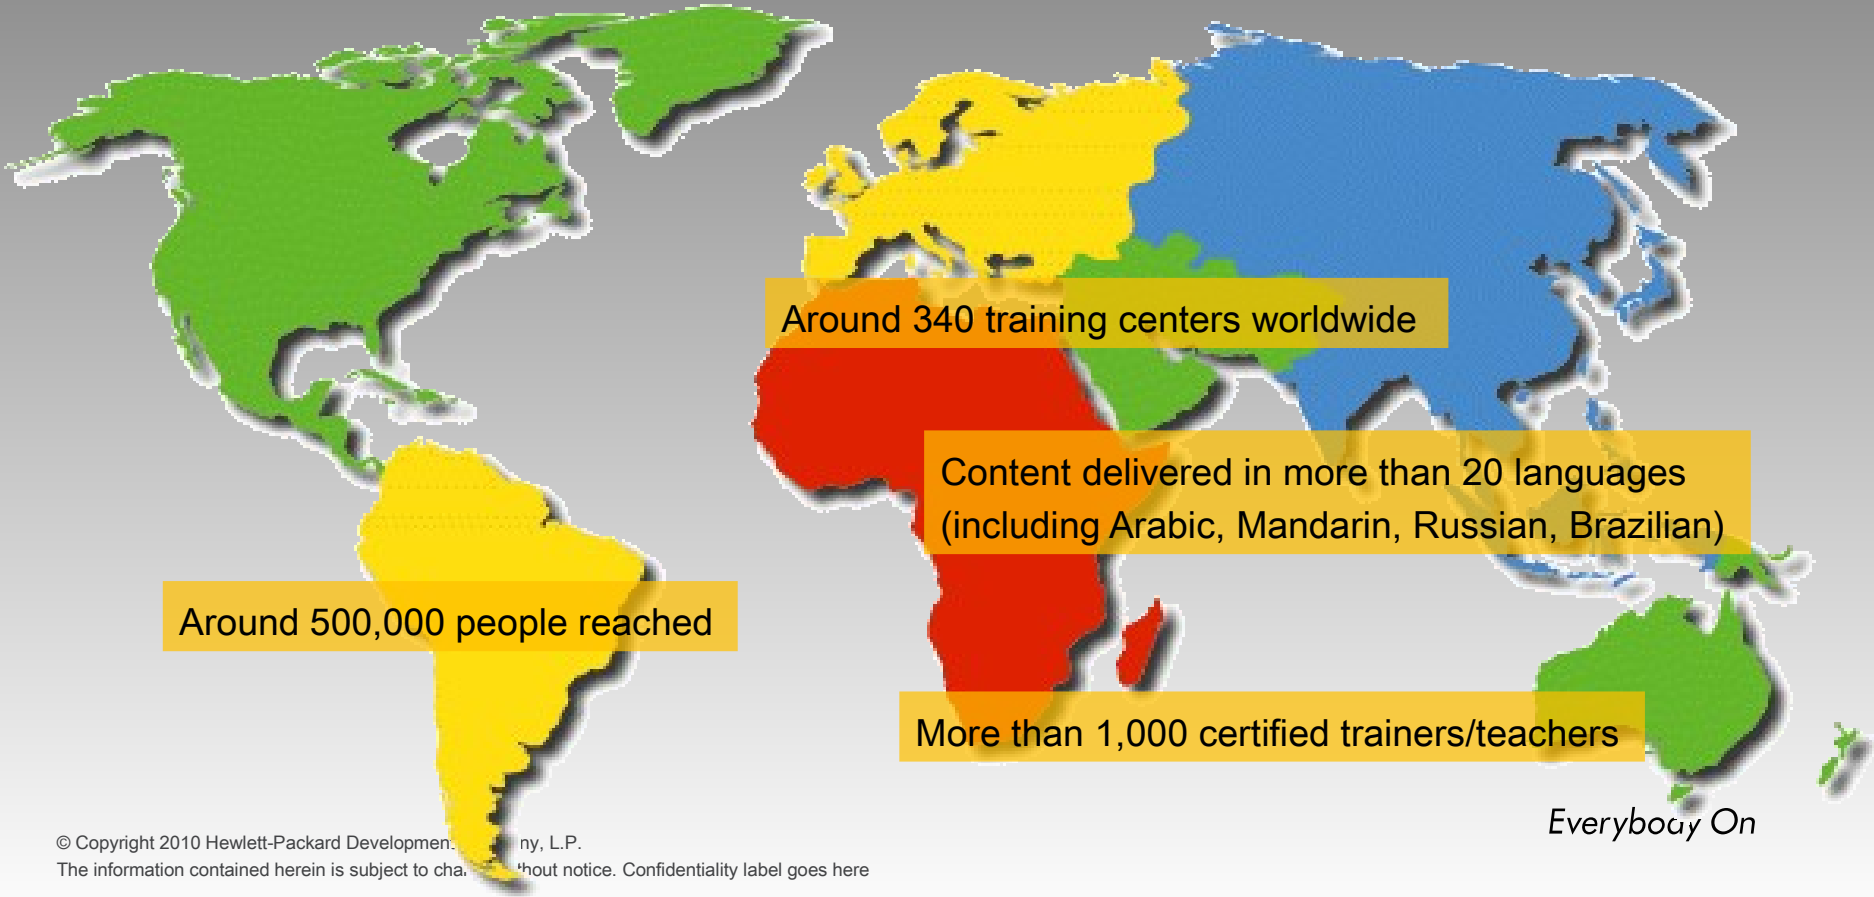 Around 340 training centers worldwide
Content delivered in more than 20 languages
(including Arabic, Mandarin, Russian, Brazilian)
Around 500,000 people reached
More than 1,000 certified trainers/teachers
Everybody On
© Copyright 2010 Hewlett-Packard ny, L.P.
The information contained herein is subject to notice. Confidentiality label goes here